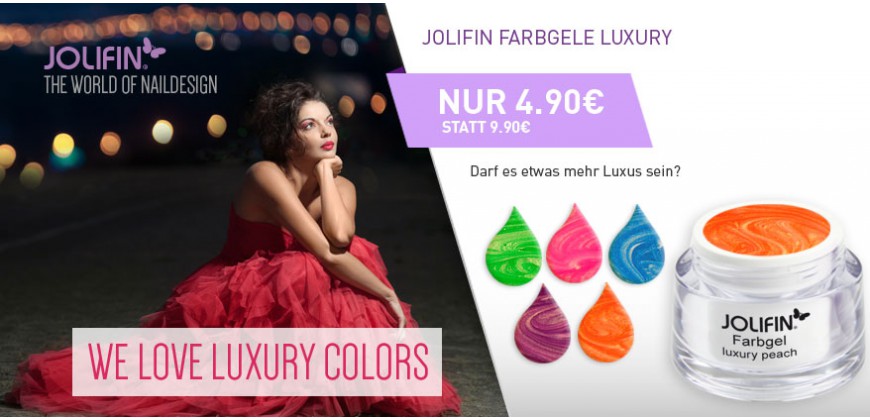 JOLIFIN
THE WORLD OF NAILDESIGN
WE LOVE LUXURY COLORS
JOLIFIN FARBGELE LUXURY
NUR 4.90€
STATT 9.90€
Darf es etwas mehr Luxus sein?
JOLIFIN
Farbgel
luxury peach